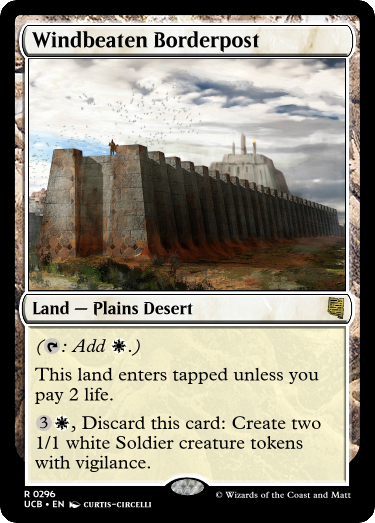 Windbeaten Borderpost
Land — Plains Desert
(: Add .)
This land enters tapped unless you
pay 2 life.
3 , Discard this card: Create two
1/1 white Soldier creature tokens
with vigilance.
R 0296
UCB • EN CURTIS-CIRCELLI
© Wizards of the Coast and Matt